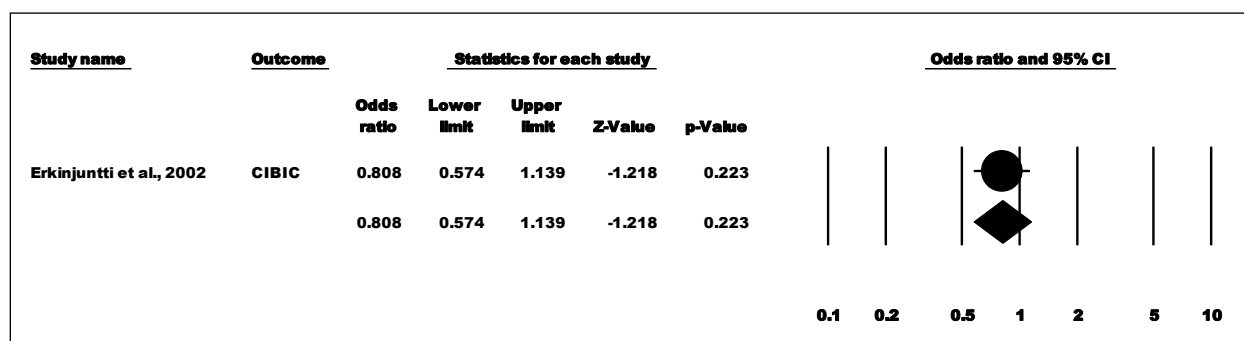 Study name Outcome Statistics for each study Odds ratio and 95% CI
Odds ratio Lower limit Upper limit Z-Value p-Value
Erkinjuntti et al., 2002 CIBIC 0.808 0.574 1.139 -1.218 0.223
0.808 0.574 1.139 -1.218 0.223
0.1 0.2 0.5 1 2 5 10